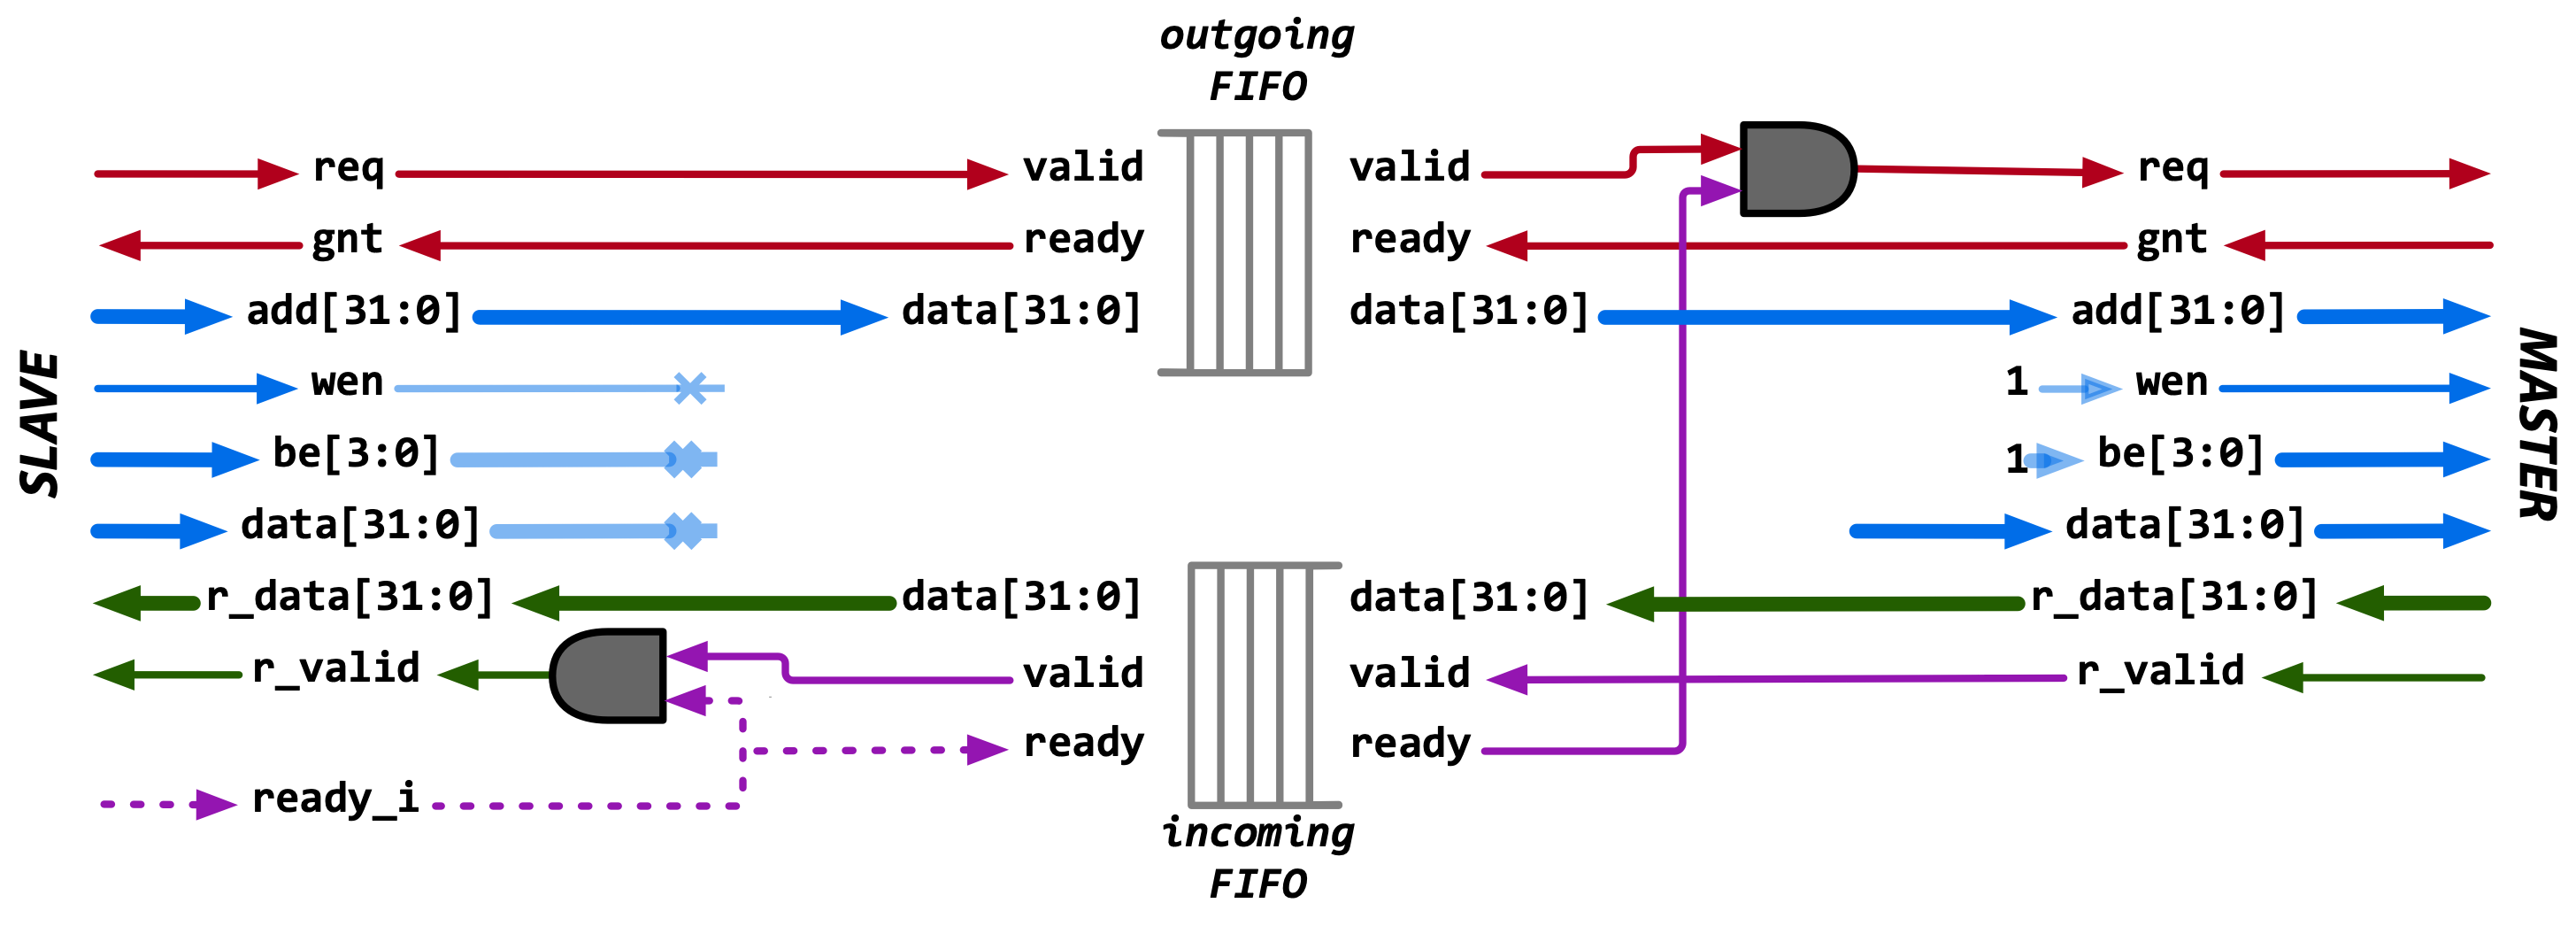 outgoing
FIFO
req valid valid req
gnt ready ready gnt
add[31:0] data[31:0] data[31:0] add[31:0]
wen 1 wen
be[3:0] 1 be[3:0]
data[31:0] data[31:0]
r_data[31:0] data[31:0] data[31:0] r_data[31:0]
r_valid valid valid r_valid
ready ready
ready_i
incoming
FIFO
SLAVE
MASTER